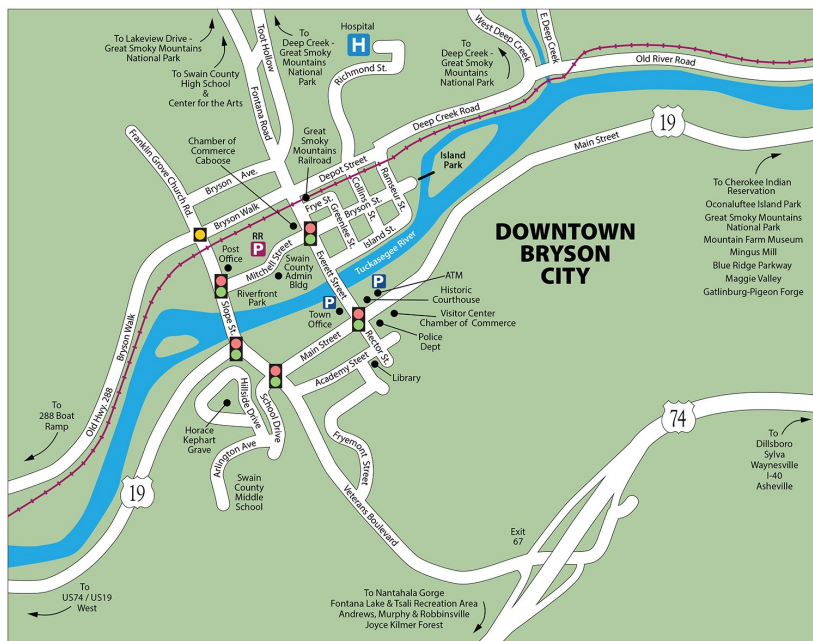 To Lakeview Drive -
Great Smoky Mountains
National Park
To Swain County
High School
&
Center for the Arts
Toot Hollow
Fontana Road
To
Deep Creek -
Great Smoky
Mountains
National
Park
Hospital
H
Richmond St.
West Deep Creek
E. Deep Creek
To
Deep Creek -
Great Smoky
Mountains
National Park
Old River Road
Deep Creek Road
19
Main Street
Franklin Grove Church Rd.
Chamber of
Commerce
Caboose
Great
Smoky
Mountains
Railroad
Depot Street
Island
Park
Bryson Ave.
Bryson Walk
Frye St.
Collins St.
Ramseur St.
Bryson St.
Greenlee St.
Island St.
To Cherokee Indian
Reservation
Oconaluftee Island Park
Great Smoky Mountains
National Park
Mountain Farm Museum
Mingus Mill
Blue Ridge Parkway
Maggie Valley
Gatlinburg-Pigeon Forge
DOWNTOWN
BRYSON
CITY
RR
P
Post
Office
Mitchell Street
Swain
County
Admin
Bldg
Riverfront
Park
Everett Street
Tuckasegee River
P
ATM
Historic
Courthouse
Visitor Center
Chamber of Commerce
Police
Dept
P
Town
Office
Slope St.
Main Street
Rector St.
Academy Steet
Library
Bryson Walk
Old Hwy. 288
To
288 Boat
Ramp
Hillside Drive
School Drive
Horace
Kephart
Grave
Arlington Ave
Swain
County
Middle
School
Fryemont Street
Veterans Boulevard
74
To
Dillsboro
Sylva
Waynesville
I-40
Asheville
19
Exit
67
To
US74 / US19
West
To Nantahala Gorge
Fontana Lake & Tsali Recreation Area
Andrews, Murphy & Robbinsville
Joyce Kilmer Forest